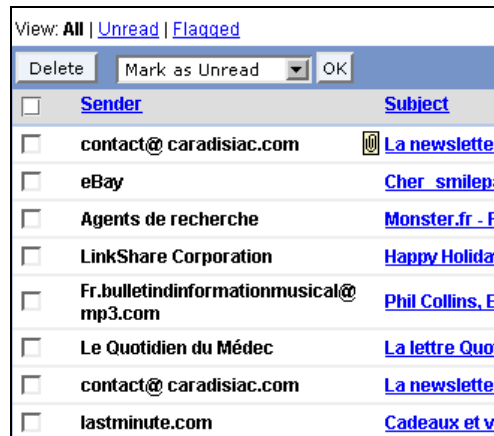 View: All | Unread | Flagged
Delete Mark as Unread OK
Sender Subject
contact@ caradisiac.com La newslette
eBay Cher smilepa
Agents de recherche Monster.fr -
LinkShare Corporation Happy Holida
Fr.bulletindinformationmusical@
mp3.com Phil Collins,
Le Quotidien du Médec La lettre Quo
contact@ caradisiac.com La newslette
lastminute.com Cadeaux et v